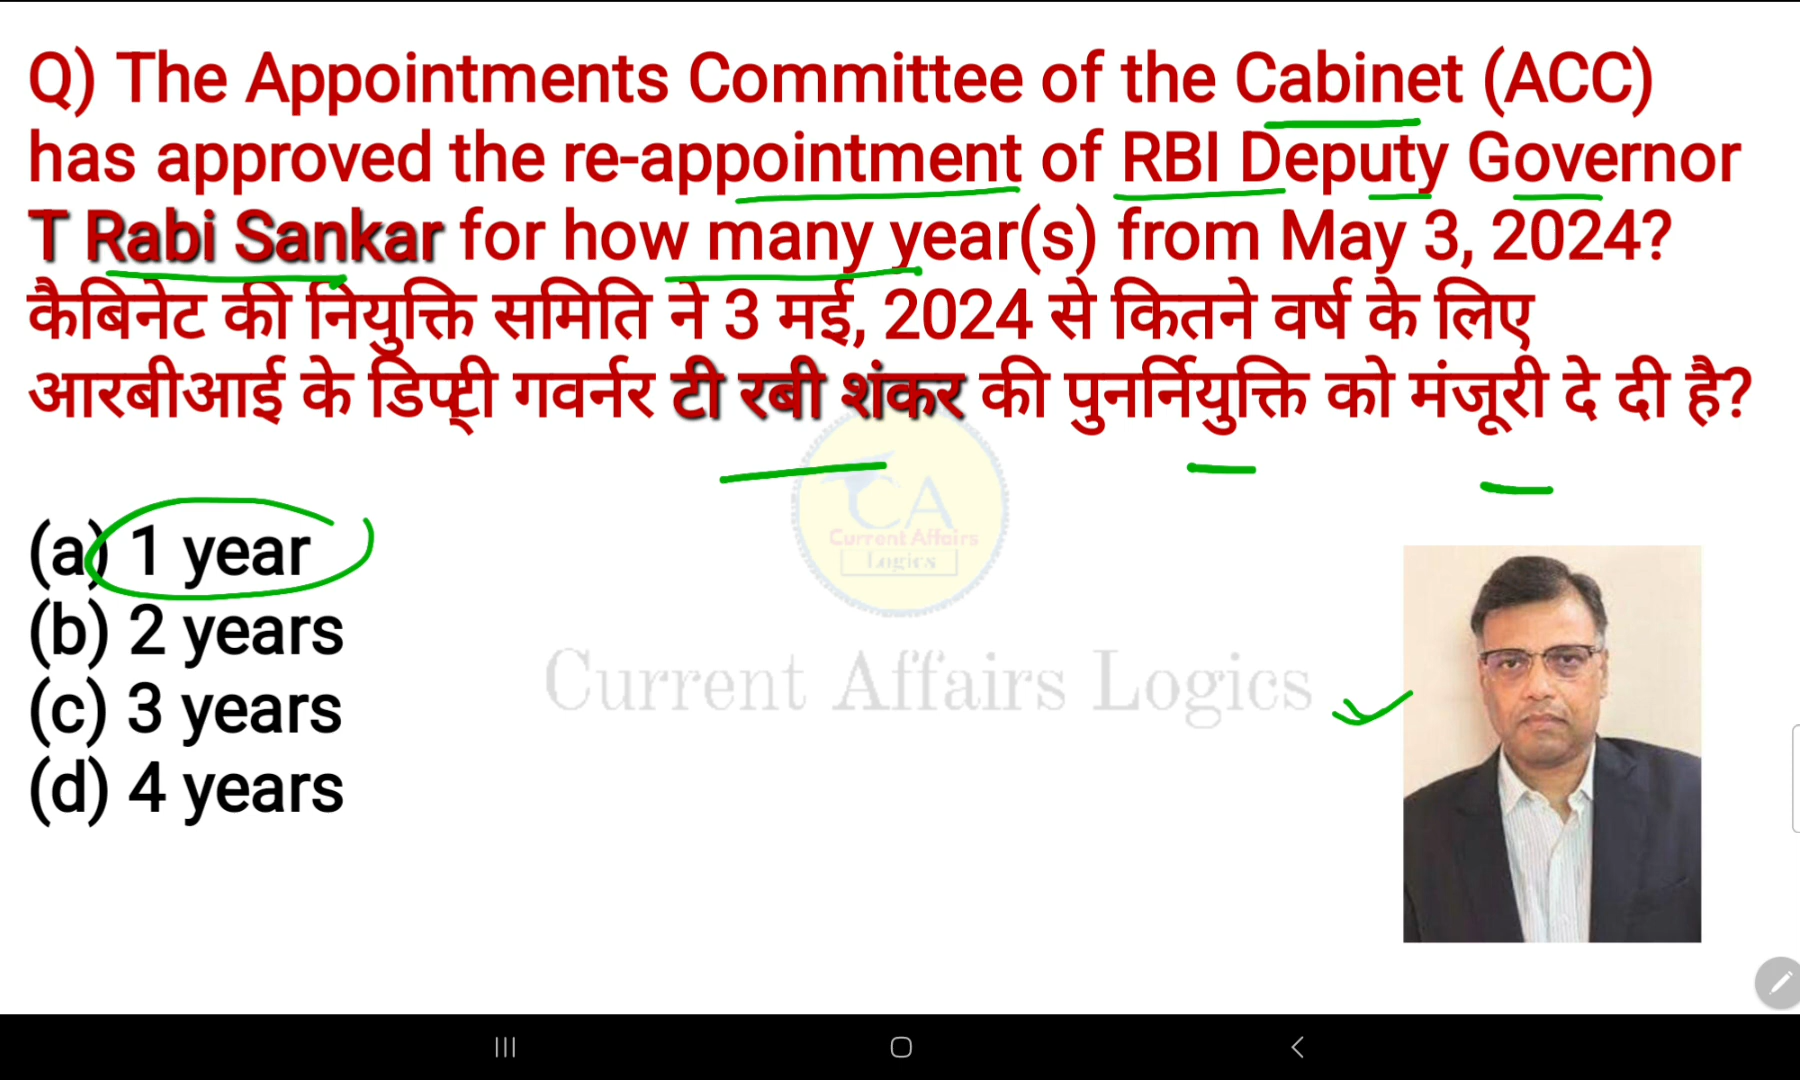 Q) The Appointments Committee of the Cabinet (ACC)
has approved the re-appointment of RBI Deputy Governor
T Rabi Sankar for how many year(s) from May 3, 2024?
कैबिनेट की नियुक्ति समिति ने 3 मई, 2024 से कितने वर्ष के लिए
आरबीआई के डिप्टी गवर्नर टी रबी शंकर की पुनर्नियुक्ति को मंजूरी दे दी है?
CA
Current Affairs
Logics
(a) 1 year
(b) 2 years
(c) 3 years
(d) 4 years
Current Affairs Logics